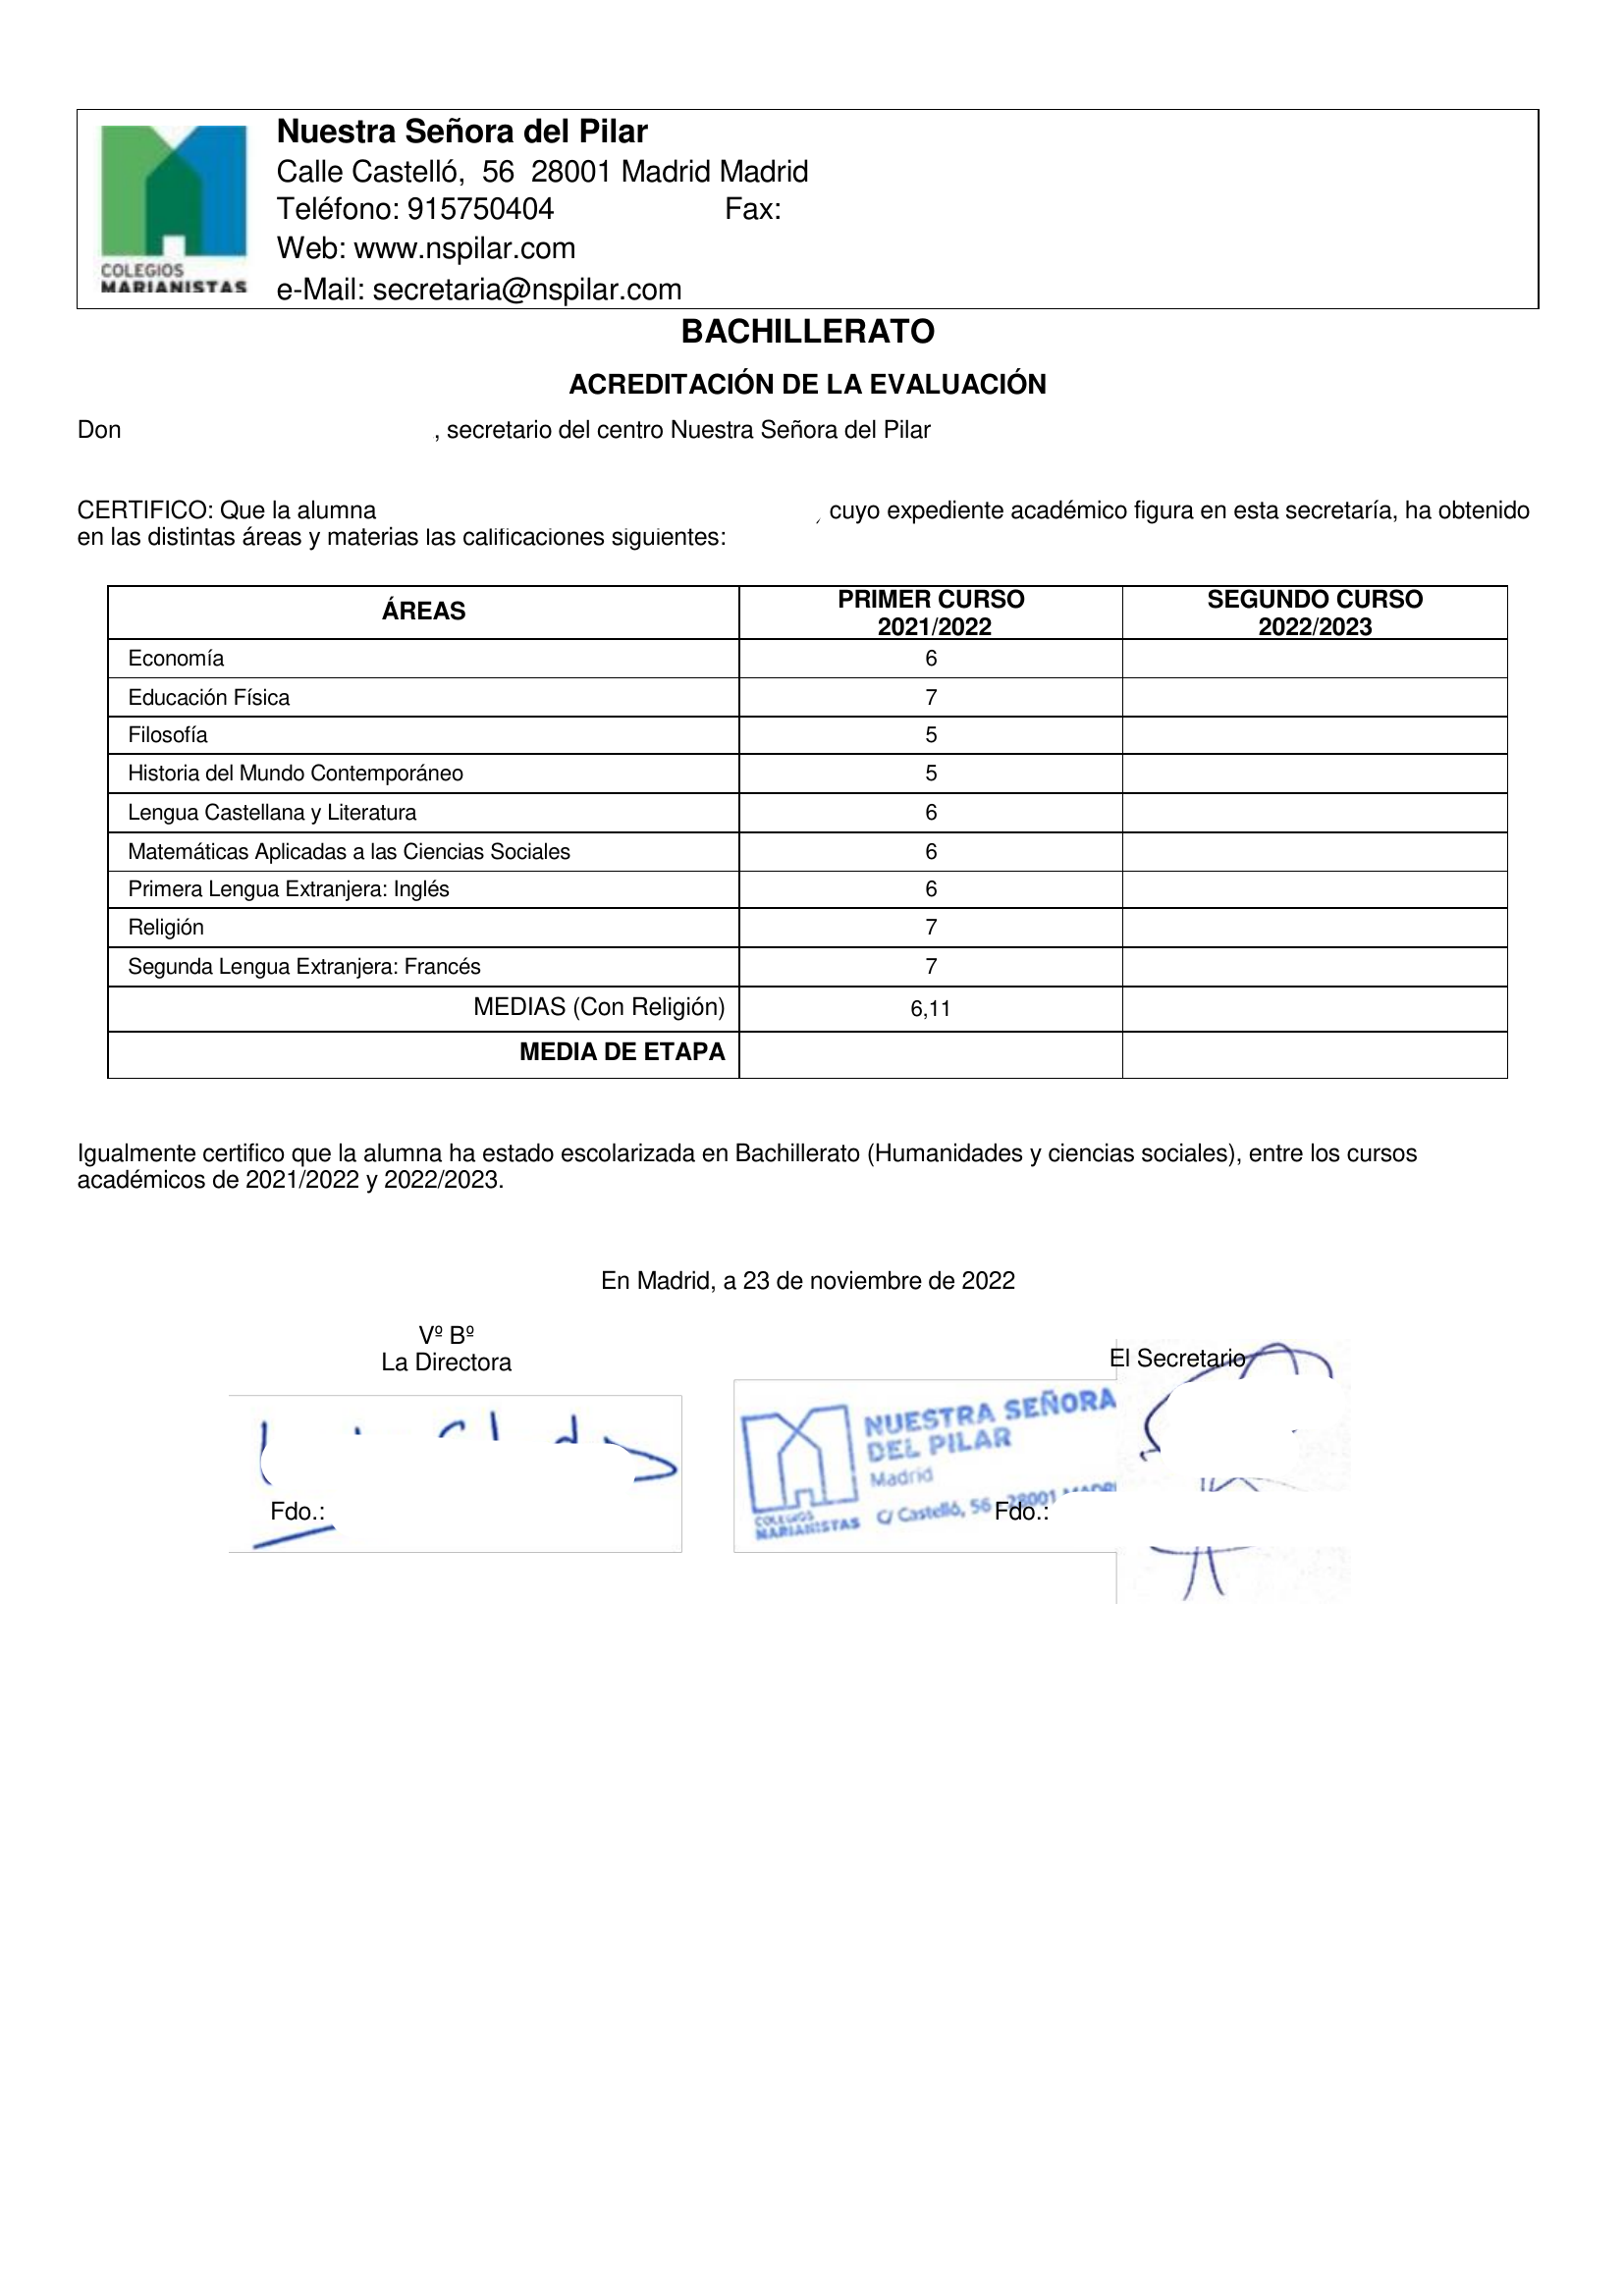 COLEGIOS
MARIANISTAS
Nuestra Señora del Pilar
Calle Castelló, 56 28001 Madrid Madrid
Teléfono: 915750404 Fax:
Web: www.nspilar.com
e-Mail: secretaria@nspilar.com
BACHILLERATO
ACREDITACIÓN DE LA EVALUACIÓN
Don , secretario del centro Nuestra Señora del Pilar
CERTIFICO: Que la alumna , cuyo expediente académico figura en esta secretaría, ha obtenido
en las distintas áreas y materias las calificaciones siguientes:
ÁREAS PRIMER CURSO 2021/2022 SEGUNDO CURSO 2022/2023
Economía 6
Educación Física 7
Filosofía 5
Historia del Mundo Contemporáneo 5
Lengua Castellana y Literatura 6
Matemáticas Aplicadas a las Ciencias Sociales 6
Primera Lengua Extranjera: Inglés 6
Religión 7
Segunda Lengua Extranjera: Francés 7
MEDIAS (Con Religión) 6,11
MEDIA DE ETAPA
Igualmente certifico que la alumna ha estado escolarizada en Bachillerato (Humanidades y ciencias sociales), entre los cursos
académicos de 2021/2022 y 2022/2023.
En Madrid, a 23 de noviembre de 2022
Vº Bº
La Directora
El Secretario
NUESTRA SEÑORA
DEL PILAR
Madrid
COLEGIOS
MARIANISTAS
C/ Castelló, 56 - 28001
Fdo.:
Fdo.: